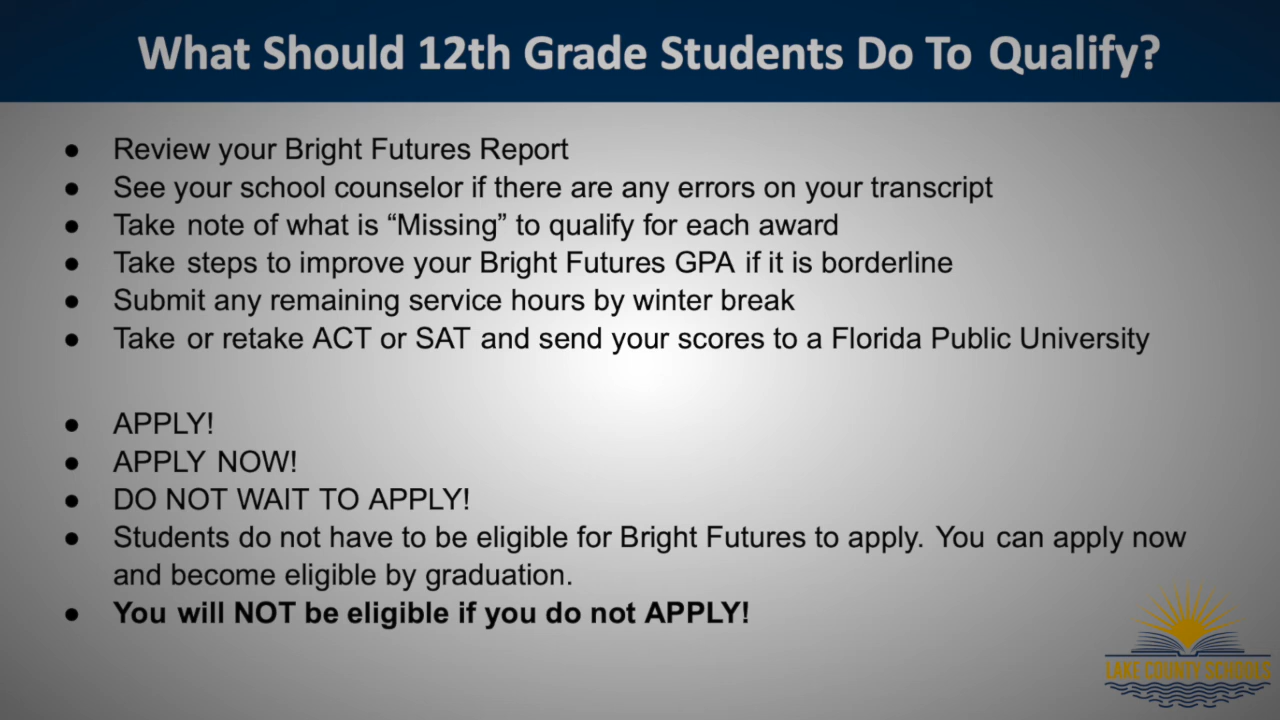 What Should 12th Grade Students Do To Qualify?
● Review your Bright Futures Report
● See your school counselor if there are any errors on your transcript
● Take note of what is “Missing” to qualify for each award
● Take steps to improve your Bright Futures GPA if it is borderline
● Submit any remaining service hours by winter break
● Take or retake ACT or SAT and send your scores to a Florida Public University
● APPLY!
● APPLY NOW!
● DO NOT WAIT TO APPLY!
● Students do not have to be eligible for Bright Futures to apply. You can apply now
and become eligible by graduation.
● You will NOT be eligible if you do not APPLY!
LAKE COUNTY SCHOOLS